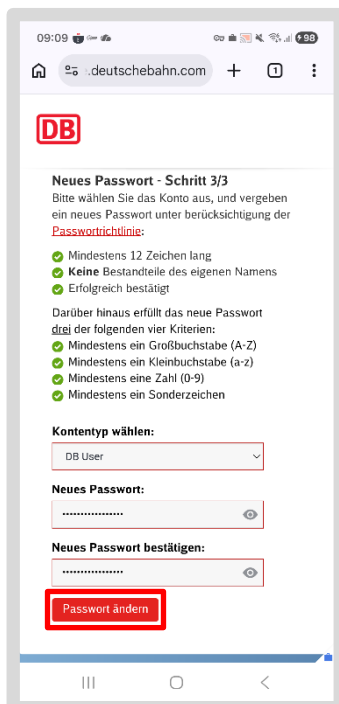 09:09
98
.deutschebahn.com
1
DB
Neues Passwort - Schritt 3/3
Bitte wählen Sie das Konto aus, und vergeben
ein neues Passwort unter berücksichtigung der
Passwortrichtlinie:
Mindestens 12 Zeichen lang
Keine Bestandteile des eigenen Namens
Erfolgreich bestätigt
Darüber hinaus erfüllt das neue Passwort
drei der folgenden vier Kriterien:
Mindestens ein Großbuchstabe (A-Z)
Mindestens ein Kleinbuchstabe (a-z)
Mindestens eine Zahl (0-9)
Mindestens ein Sonderzeichen
Kontentyp wählen:
DB User
Neues Passwort:
•••••••••••••••••
Neues Passwort bestätigen:
•••••••••••••••••
Passwort ändern